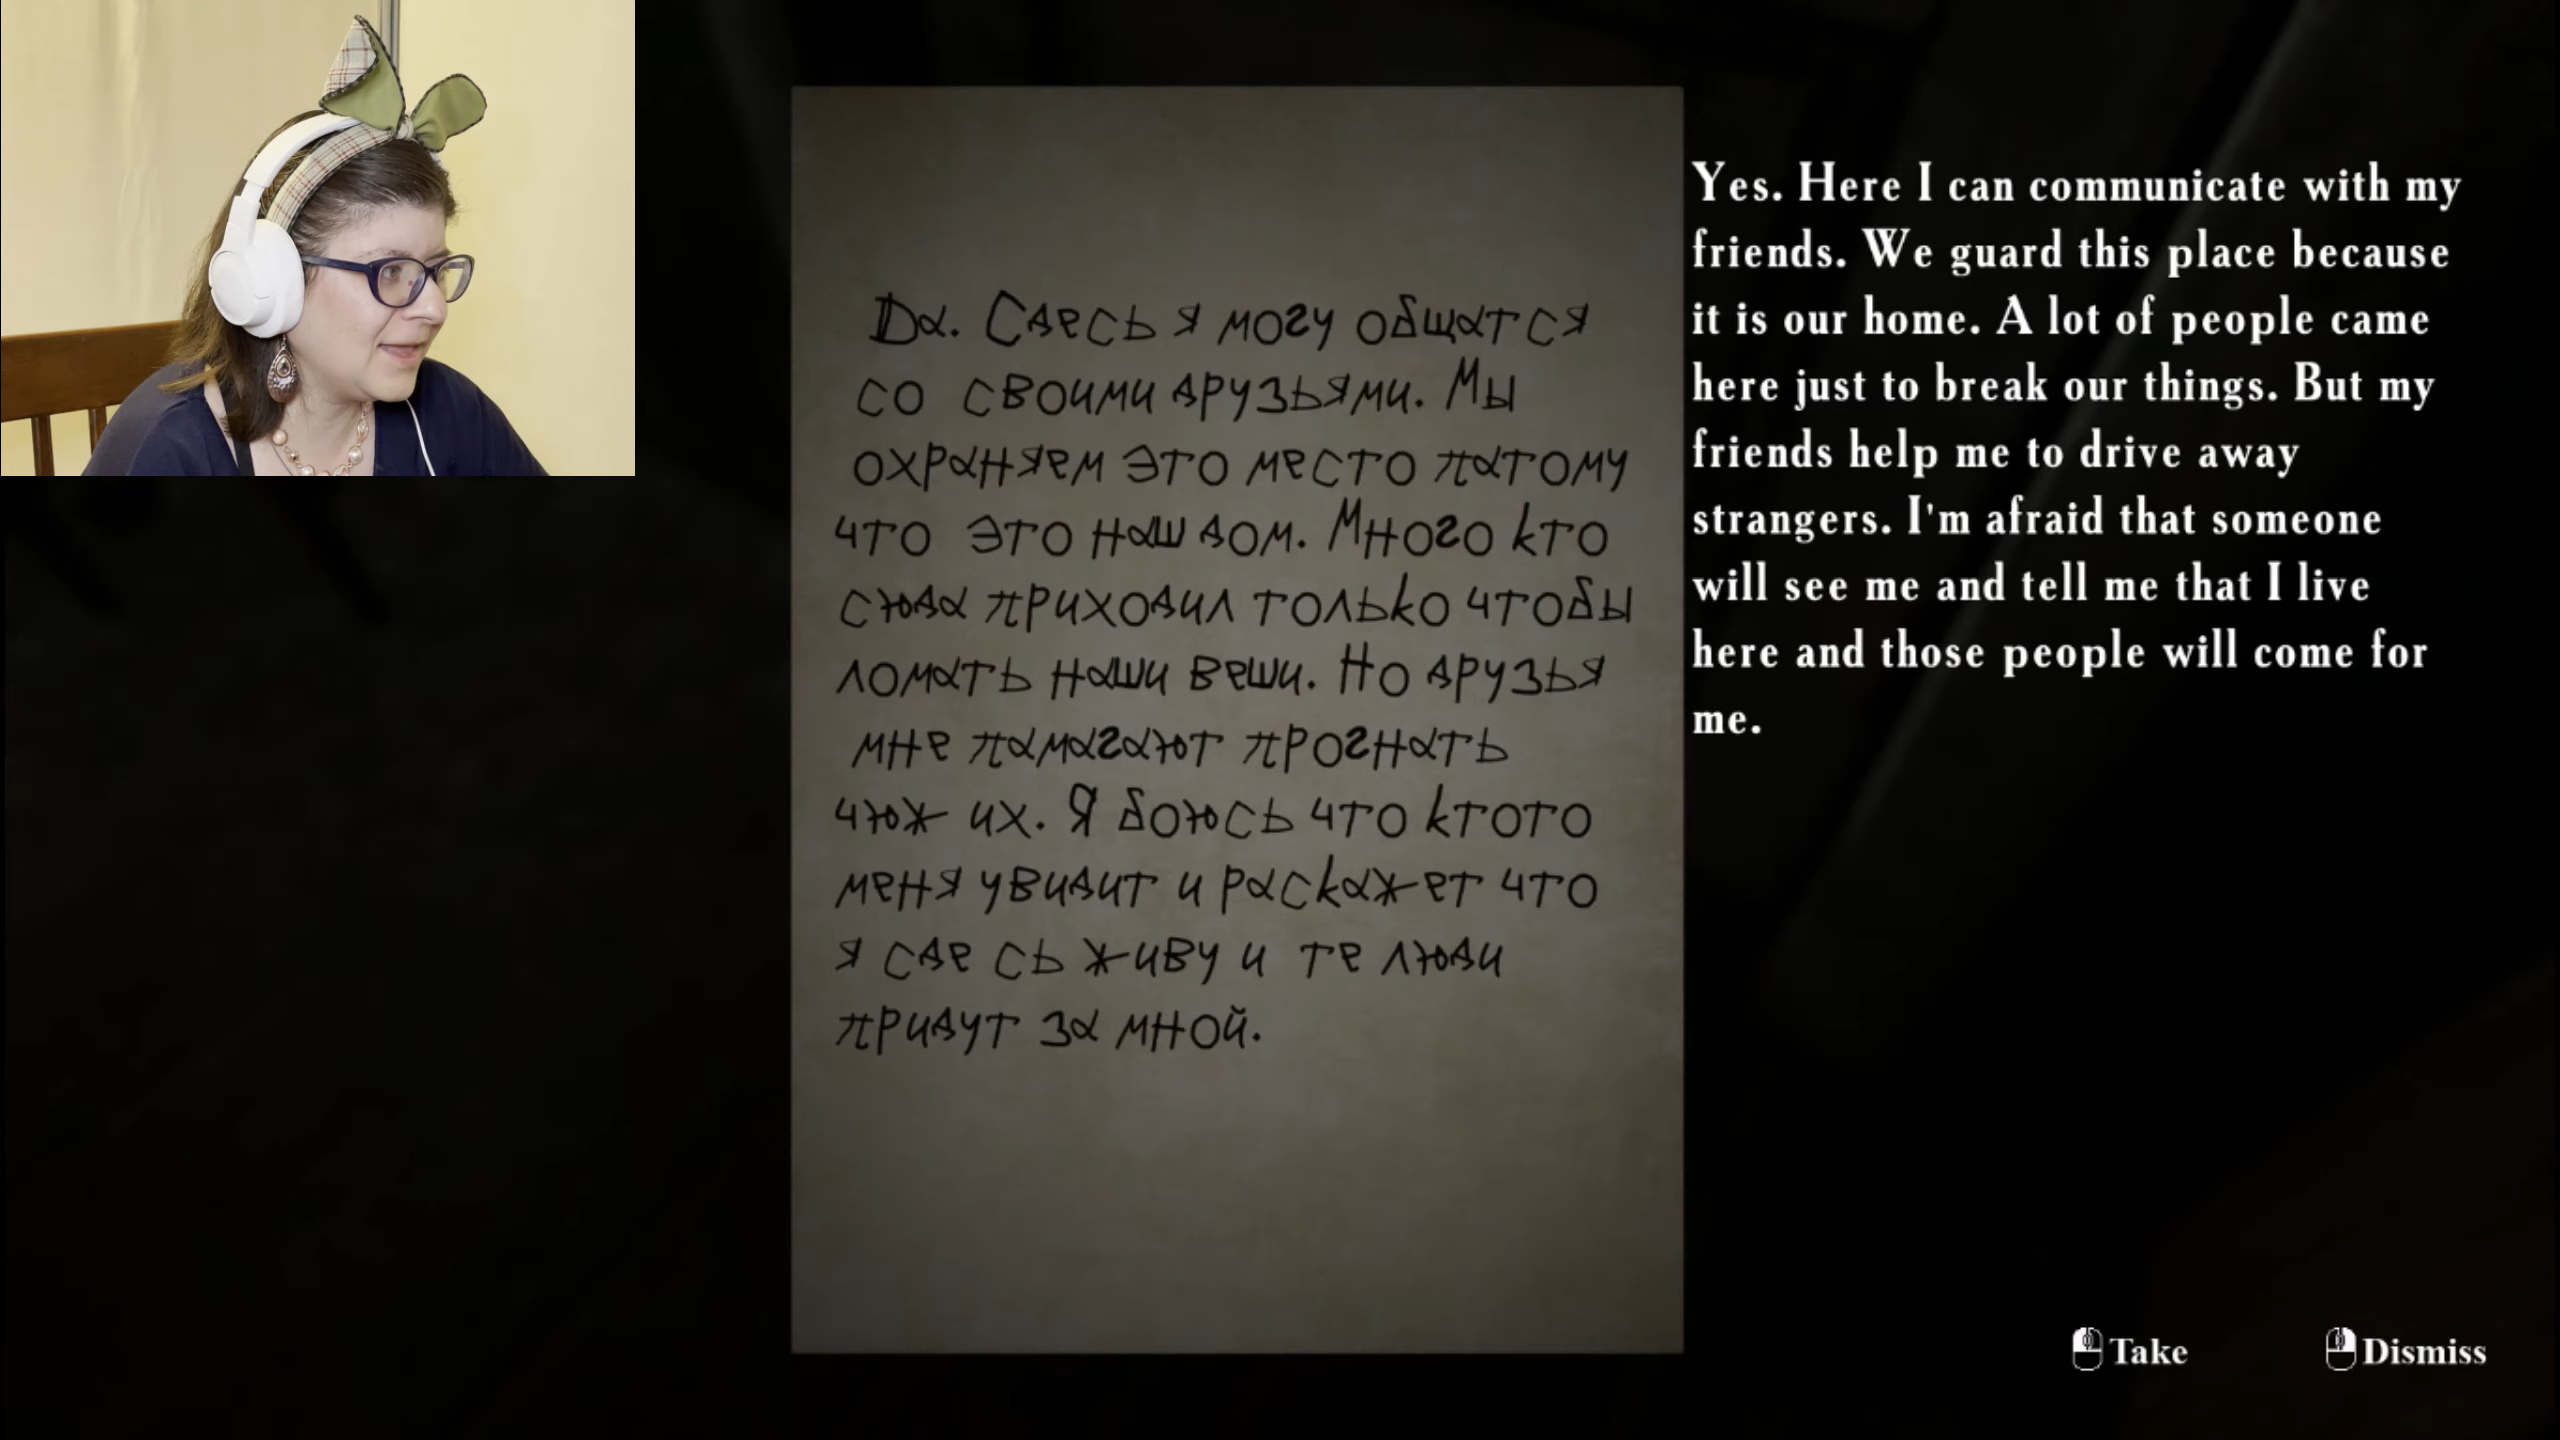 Да. Сдесь я могу общатся
со своими друзьями. Мы
охраняем это место патому
что это наш дом. Много кто
сюда приходил только чтобы
ломать наши веши. Но друзья
мне памагают прогнать
чюж их. Я боюсь что ктото
меня увидит и раскажет что
я сде сь живу и те люди
придут за мной.
Yes. Here I can communicate with my
friends. We guard this place because
it is our home. A lot of people came
here just to break our things. But my
friends help me to drive away
strangers. I'm afraid that someone
will see me and tell me that I live
here and those people will come for
me.
Take
Dismiss